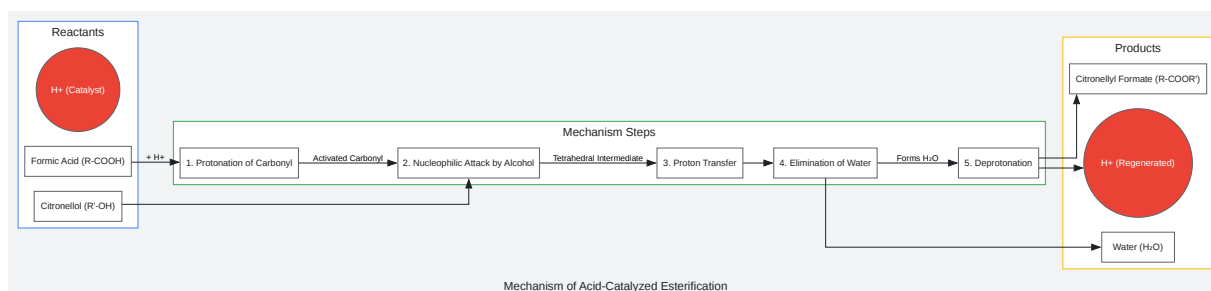 Reactants
H+ (Catalyst)
Formic Acid (R-COOH)
Citronellol (R'-OH)
+ H+
Mechanism Steps
1. Protonation of Carbonyl
Activated Carbonyl
2. Nucleophilic Attack by Alcohol
Tetrahedral Intermediate
3. Proton Transfer
4. Elimination of Water
Forms H₂O
5. Deprotonation
Products
Citronellyl Formate (R-COOR')
H+ (Regenerated)
Water (H₂O)
Mechanism of Acid-Catalyzed Esterification